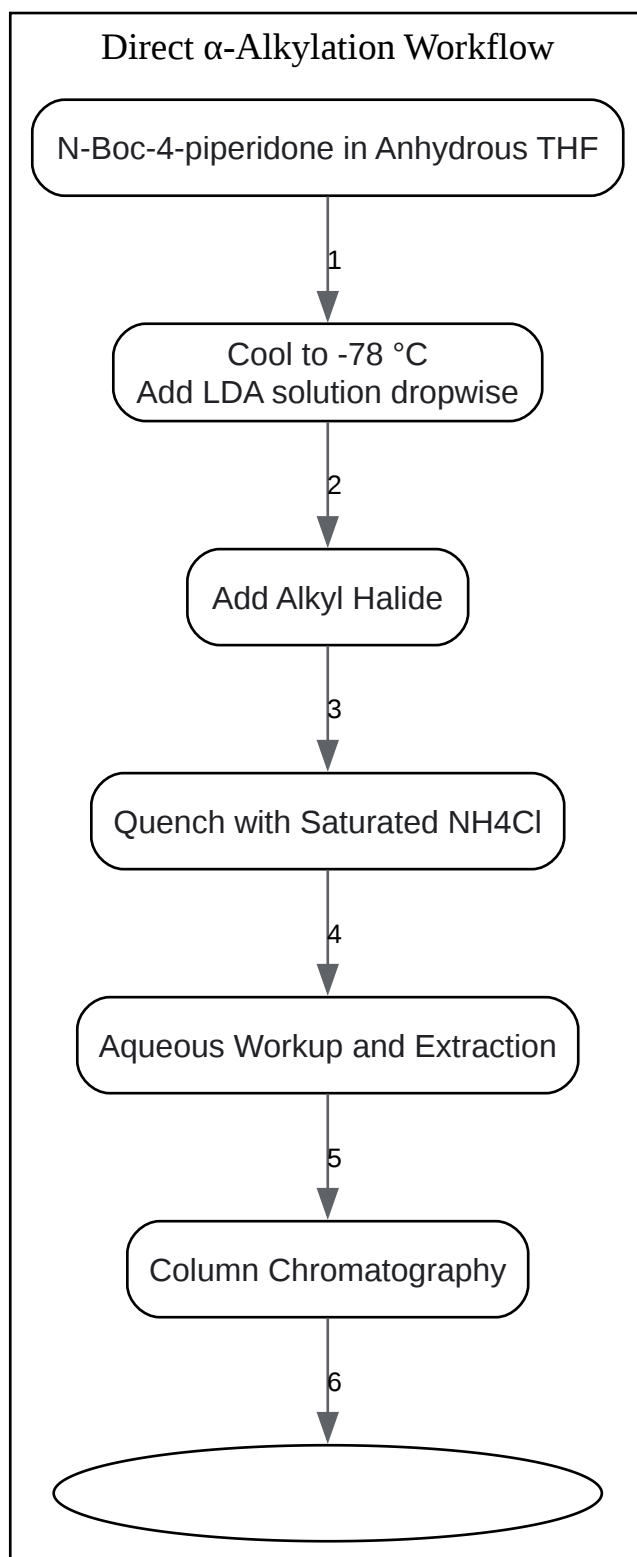 Direct α-Alkylation Workflow
N-Boc-4-piperidone in Anhydrous THF
1
Cool to -78 °C
Add LDA solution dropwise
2
Add Alkyl Halide
3
Quench with Saturated NH4Cl
4
Aqueous Workup and Extraction
5
Column Chromatography
6